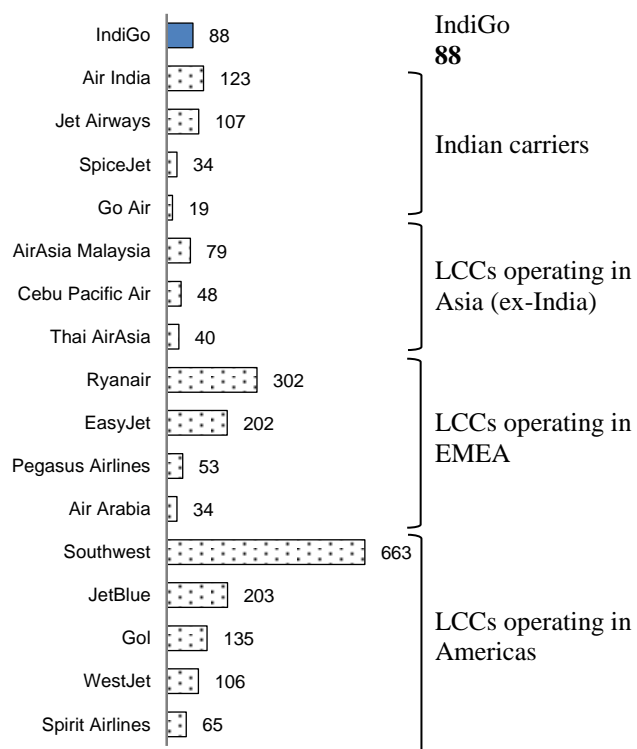 IndiGo 88
IndiGo
88
Air India 123
Jet Airways 107
SpiceJet 34
Go Air 19
Indian carriers
AirAsia Malaysia 79
Cebu Pacific Air 48
Thai AirAsia 40
LCCs operating in
Asia (ex-India)
Ryanair 302
EasyJet 202
Pegasus Airlines 53
Air Arabia 34
LCCs operating in
EMEA
Southwest 663
JetBlue 203
Gol 135
WestJet 106
Spirit Airlines 65
LCCs operating in
Americas